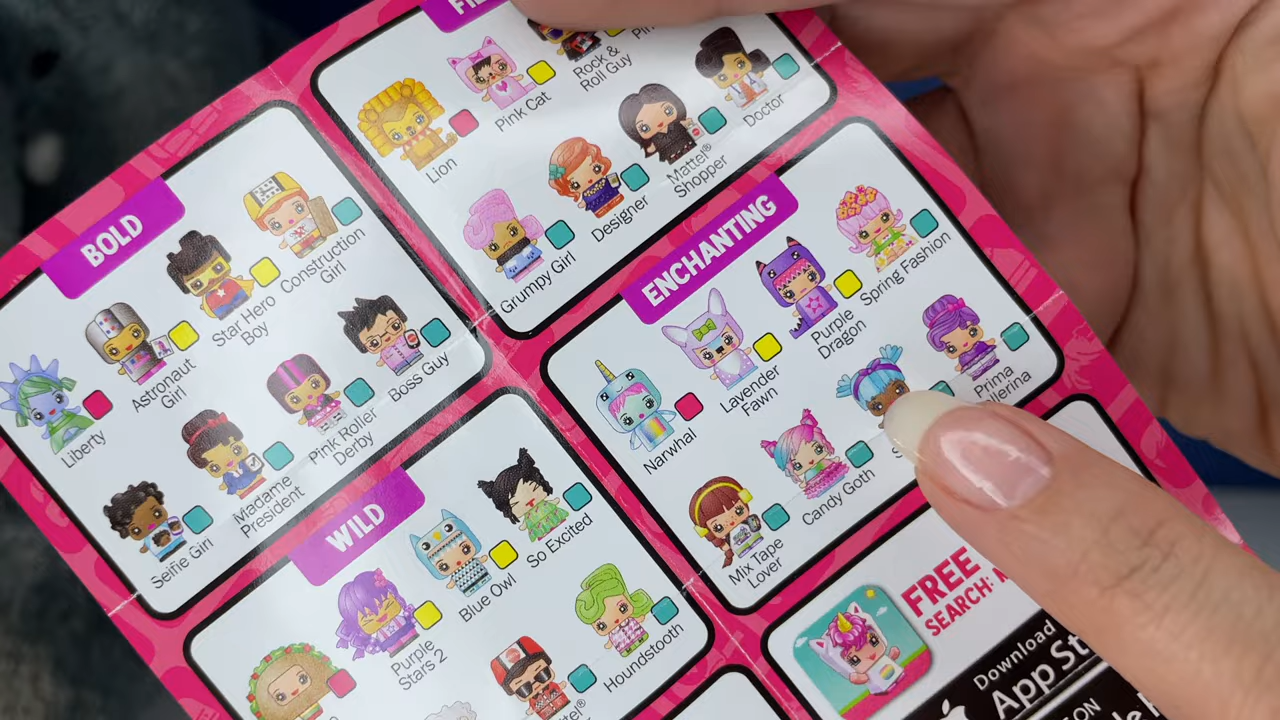 Pink Cat
Rock &
Roll Guy
Lion
Doctor
Mattel®
Shopper
Designer
Grumpy Girl
BOLD
Construction
Girl
Star Hero
Boy
Astronaut
Girl
Liberty
Boss Guy
Pink Roller
Derby
Madame
President
Selfie Girl
ENCHANTING
Spring Fashion
Purple
Dragon
Lavender
Fawn
Narwhal
Prima
Candy Goth
Mix Tape
Lover
WILD
So Excited
Blue Owl
Purple
Stars 2
Houndstooth
FREE
SEARCH:
Download
App